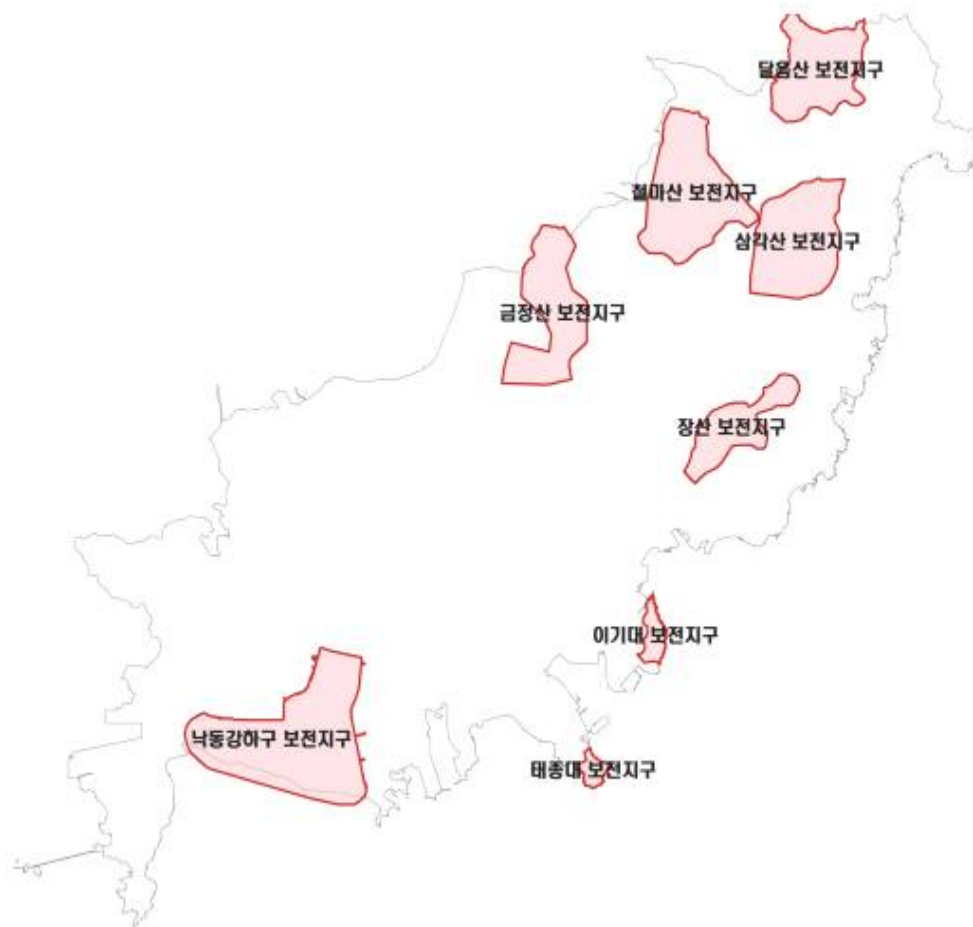 달음산 보전지구
철마산 보전지구
삼각산 보전지구
금정산 보전지구
장산 보전지구
이기대 보전지구
낙동강하구 보전지구
태종대 보전지구